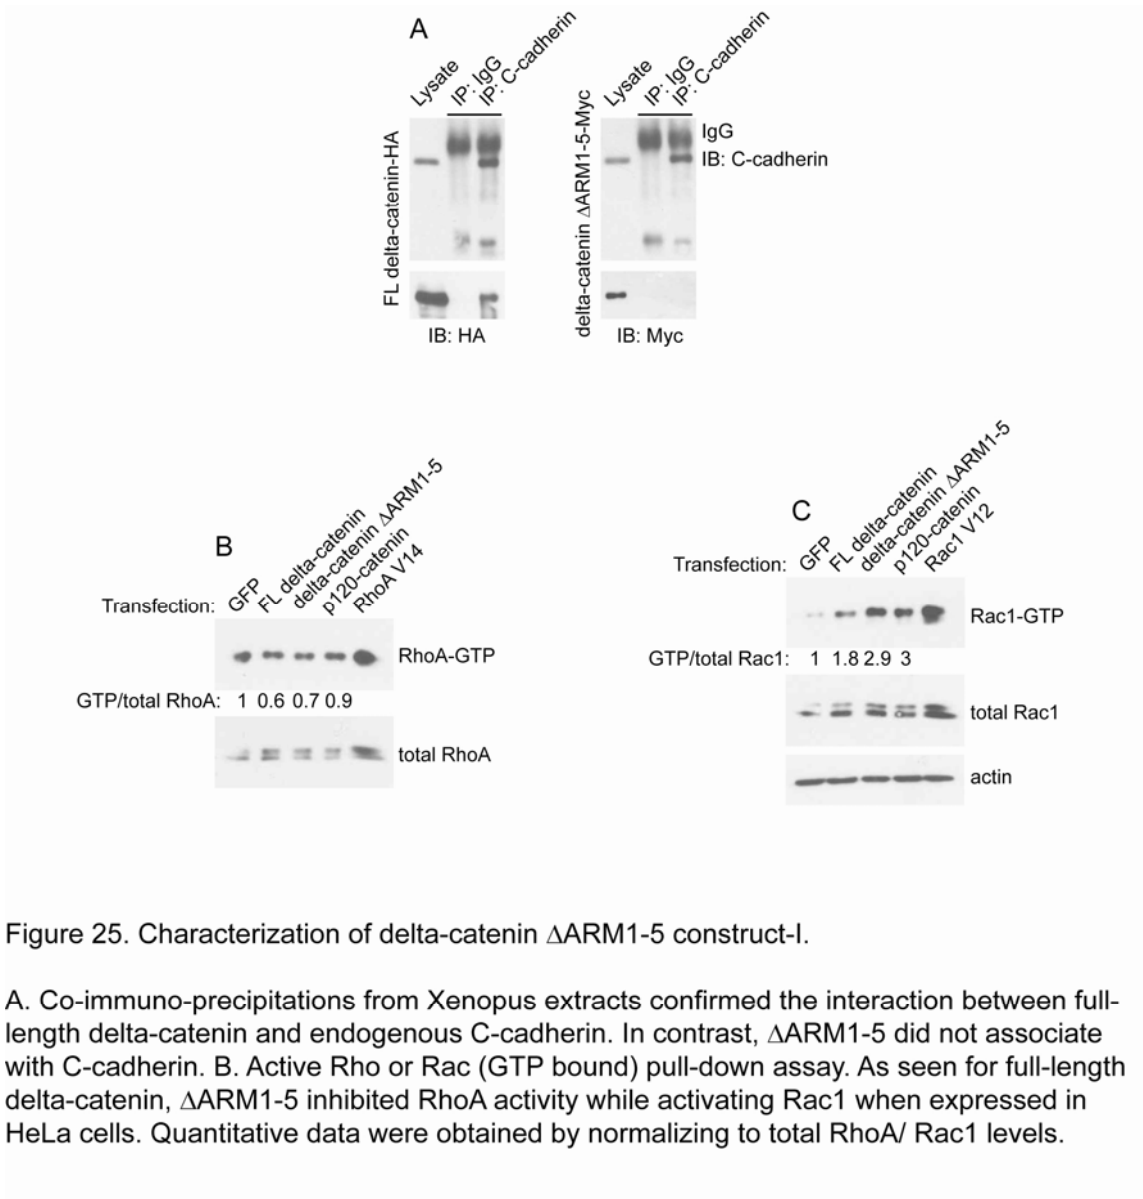 A
Lysate
IP: IgG
IP: C-cadherin
FL delta-catenin-HA
IB: HA
Lysate
IP: IgG
IP: C-cadherin
delta-catenin ΔARM1-5-Myc
IgG
IB: C-cadherin
IB: Myc
B
Transfection:
GFP
FL delta-catenin
delta-catenin ΔARM1-5
p120-catenin
RhoA V14
RhoA-GTP
GTP/total RhoA: 1 0.6 0.7 0.9
total RhoA
C
Transfection:
GFP
FL delta-catenin
delta-catenin ΔARM1-5
p120-catenin
Rac1 V12
Rac1-GTP
GTP/total Rac1: 1 1.8 2.9 3
total Rac1
actin
Figure 25. Characterization of delta-catenin ΔARM1-5 construct-I.
A. Co-immuno-precipitations from Xenopus extracts confirmed the interaction between full-
length delta-catenin and endogenous C-cadherin. In contrast, ΔARM1-5 did not associate
with C-cadherin. B. Active Rho or Rac (GTP bound) pull-down assay. As seen for full-length
delta-catenin, ΔARM1-5 inhibited RhoA activity while activating Rac1 when expressed in
HeLa cells. Quantitative data were obtained by normalizing to total RhoA/ Rac1 levels.